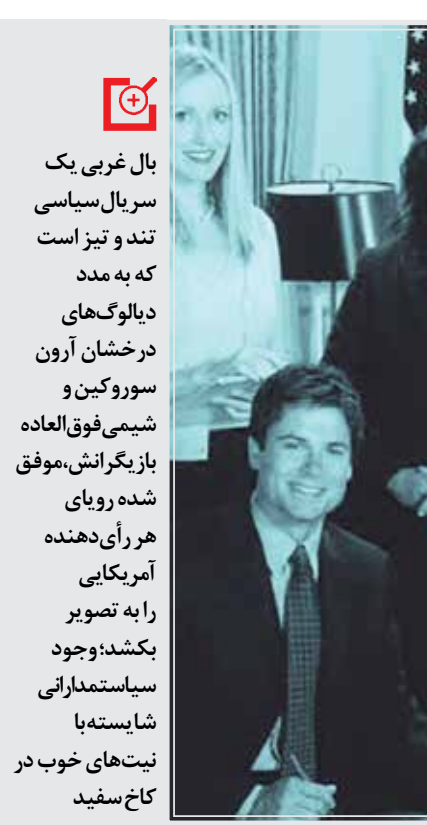 بال غربی یک
سریال سیاسی
تند و تیز است
که به مدد
دیالوگ‌های
درخشان آرون
سوروکین و
شیمی فوق‌العاده
بازیگرانش، موفق
شده رویای
هر رأی‌دهنده
آمریکایی
را به تصویر
بکشد؛ وجود
سیاستمدارانی
شایسته با
نیت‌های خوب در
کاخ سفید